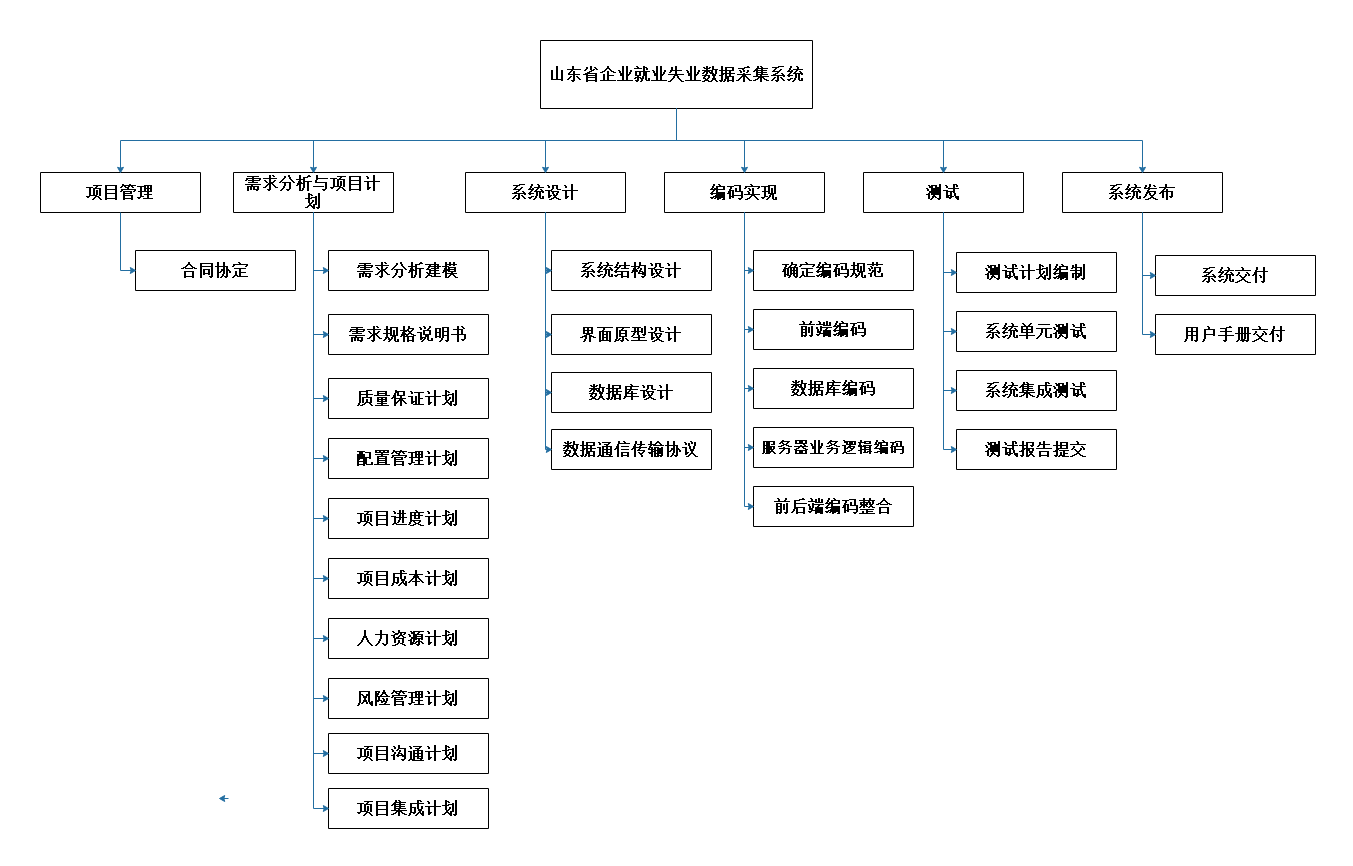 山东省企业就业失业数据采集系统
项目管理
需求分析与项目计
划
系统设计
编码实现
测试
系统发布
合同协定
需求分析建模
需求规格说明书
质量保证计划
配置管理计划
项目进度计划
项目成本计划
人力资源计划
风险管理计划
项目沟通计划
项目集成计划
系统结构设计
界面原型设计
数据库设计
数据通信传输协议
确定编码规范
前端编码
数据库编码
服务器业务逻辑编码
前后端编码整合
测试计划编制
系统单元测试
系统集成测试
测试报告提交
系统交付
用户手册交付